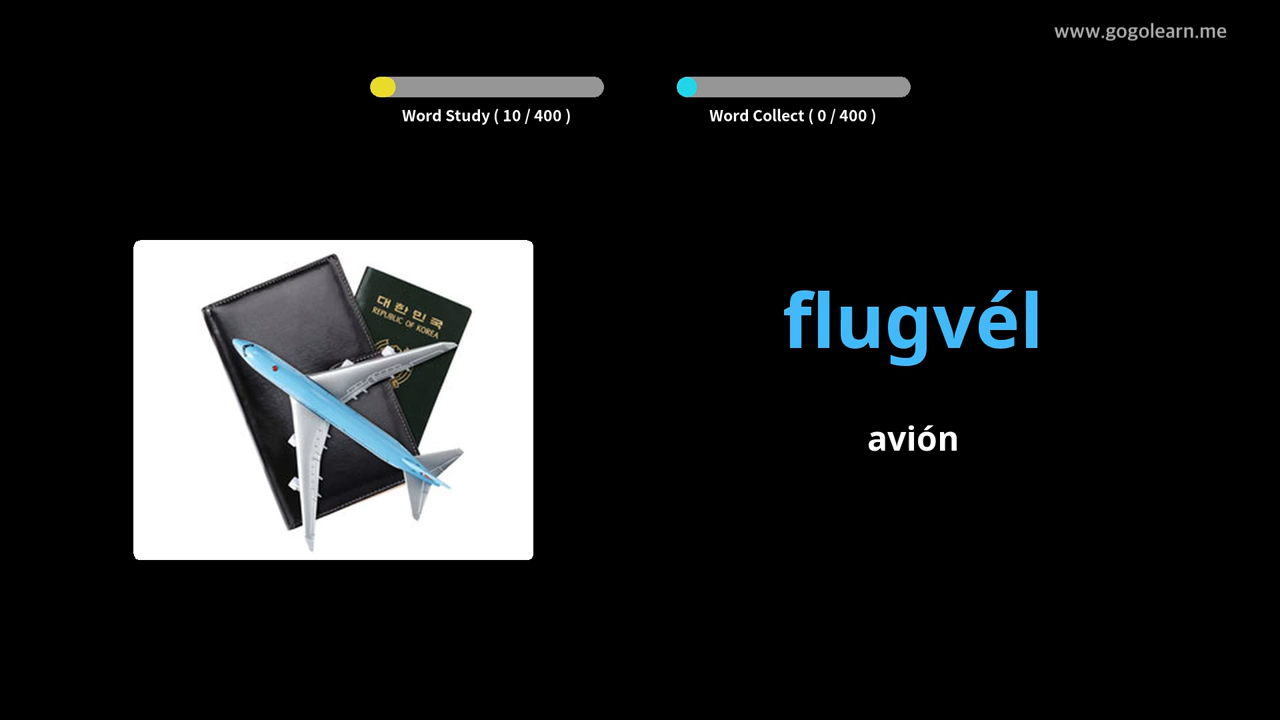 www.gogolearn.me
Word Study ( 10 / 400 )
Word Collect ( 0 / 400 )
대한민국
REPUBLIC OF KOREA
flugvél
avión